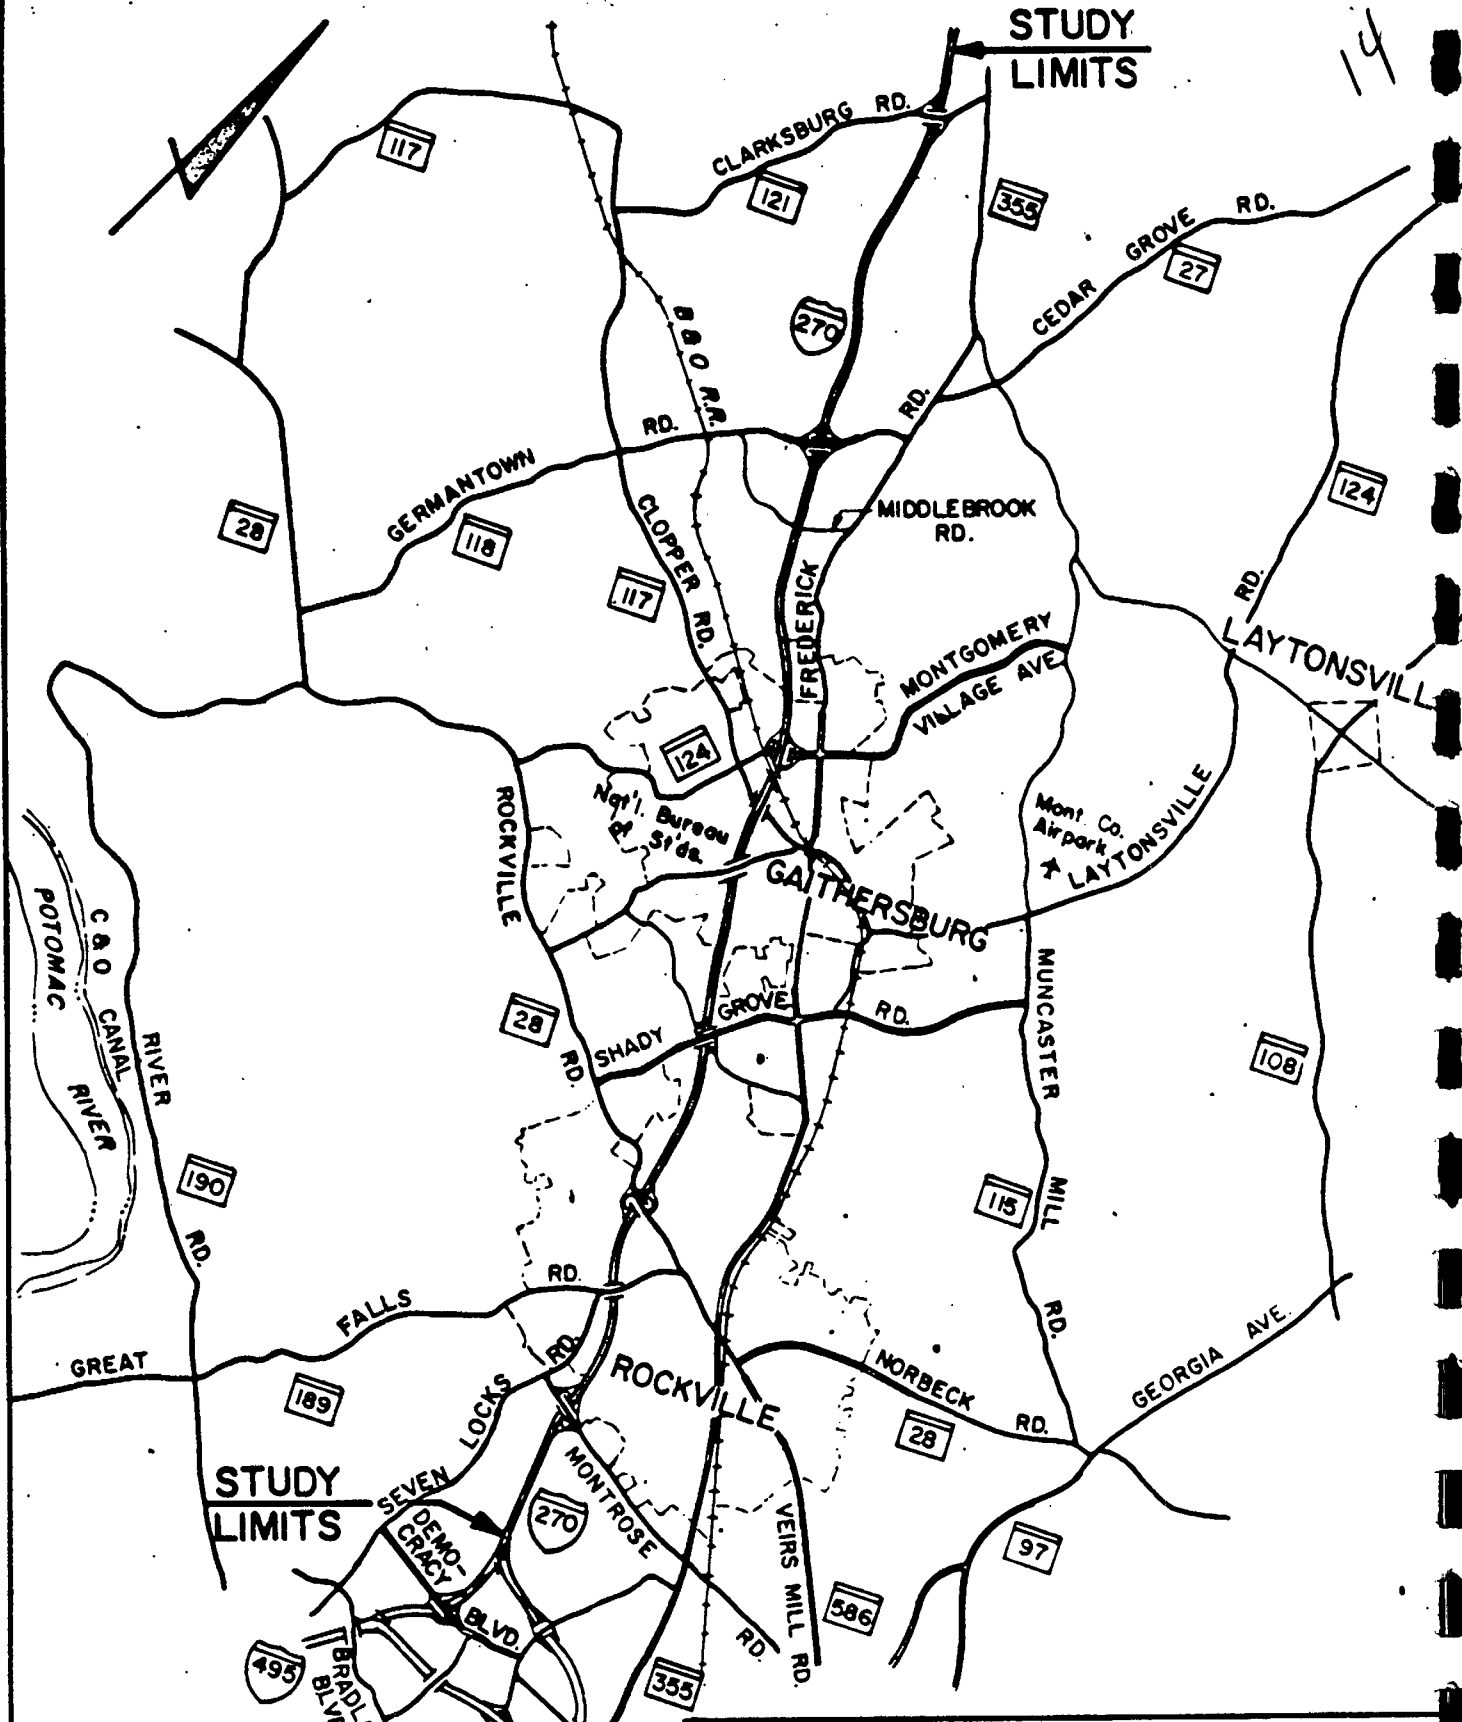 STUDY
LIMITS
14
117
CLARKSBURG RD.
121
355
CEDAR GROVE RD.
27
270
B & O R.R.
GERMANTOWN RD.
118
28
124
MIDDLEBROOK
RD.
CLOPPER RD.
117
FREDERICK RD.
MONTGOMERY
VILLAGE AVE.
LAYTONSVILL
124
Nat'l. Bureau
of St'ds.
Mont. Co.
Airpark
LAYTONSVILLE RD.
ROCKVILLE RD.
GAITHERSBURG
C & O CANAL
POTOMAC RIVER
RIVER RD.
28
SHADY GROVE RD.
MUNCASTER MILL RD.
108
190
115
GREAT FALLS RD.
189
SEVEN LOCKS RD.
ROCKVILLE
NORBECK RD.
28
GEORGIA AVE.
STUDY
LIMITS
DEMO-
CRACY
BLVD.
270
MONTROSE RD.
VEIRS MILL RD.
97
586
495
BRADL
BLV
355